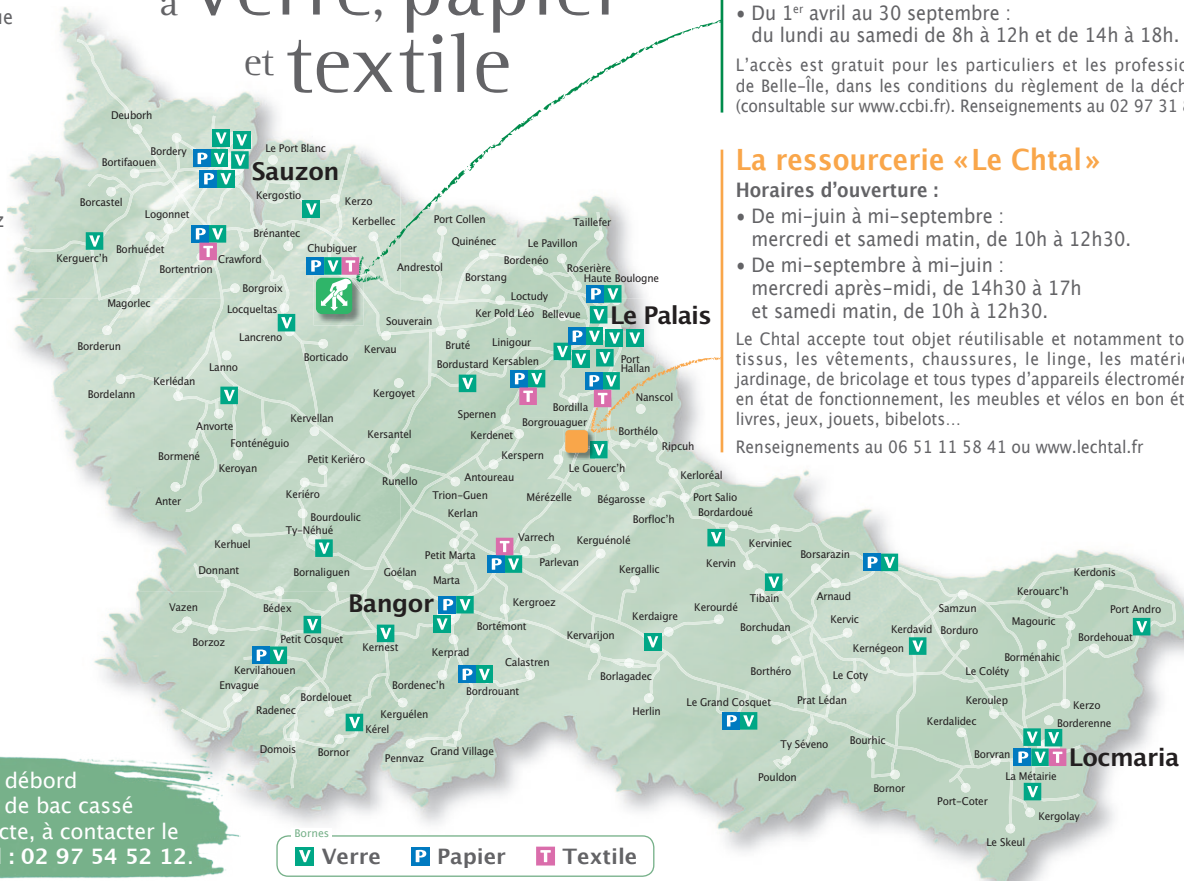 à verre, papier
et textile
• Du 1er avril au 30 septembre :
du lundi au samedi de 8h à 12h et de 14h à 18h.
L'accès est gratuit pour les particuliers et les
de Belle-Île, dans les conditions du règlement de la
(consultable sur www.ccbi.fr). Renseignements au 02 97 31
La ressourcerie «Le Chtal»
Horaires d'ouverture :
• De mi-juin à mi-septembre :
mercredi et samedi matin, de 10h à 12h30.
• De mi-septembre à mi-juin :
mercredi après-midi, de 14h30 à 17h
et samedi matin, de 10h à 12h30.
Le Chtal accepte tout objet réutilisable et notamment
tissus, les vêtements, chaussures, le linge, les
jardinage, de bricolage et tous types d'appareils
en état de fonctionnement, les meubles et vélos en bon
livres, jeux, jouets, bibelots...
Renseignements au 06 51 11 58 41 ou www.lechtal.fr
Deuborh
Bordery
Bortifaouen
V V
P V V
P V
Le Port Blanc
Sauzon
Borcastel
Kergostio
V
Kerzo
Logonnet
Kerbellec
Port Collen
Taillefer
V
Kerguerc'h
Borhuédet
P V
T
Brénantec
Crawford
Bortentrion
Chubiguer
P V T
Quinénec
Le Pavillon
Andrestol
Bordenéo
Borstang
Roserière
Haute Boulogne
P V
Magorlec
Borgroix
Locqueltas
V
Lancreno
Loctudy
Souverain
Ker Pold Léo
Bellevue
V
Le Palais
Borderun
Borticado
Kervau
Bruté
Linigour
P V V V
V V V
Port Hallan
Lanno
Kerlédan
Bordelann
V
Bordustard
V
Kersablen
P V
T
P V
T
Kergoyet
Nanscol
Anvorte
Kervellan
Spernen
Bordilla
Borgrouaguer
Fonténéguio
Kersantel
Kerdenet
Borthélo
Bormené
Keroyan
Petit Keriéro
Kerspern
V
Ripcuh
Le Gouerc'h
Anter
Keriéro
Runello
Antoureau
Kerloréal
Trion-Guen
Mérézelle
Bégarosse
Port Salio
Bourdoulic
Ty-Néhué
Kerlan
Borfloc'h
Bordardoué
Kerhuel
V
T
Varrech
Kerguénolé
V
Kerviniec
Petit Marta
P V
Parlevan
Borsarazin
P V
Donnant
Bornaliguen
Goélan
Marta
Kergallic
Kervin
V
Tibain
Kerdonis
Vazen
Bédex
Bangor
P V
V
Kergroez
Kerourdé
Arnaud
Kerouarc'h
Borzoz
V
Petit Cosquet
V
Kernest
Bortémont
Kerdaigre
V
Borchudan
Kervic
Samzun
Magouric
Port Andro
V
Kervarijon
Kerdavid
V
Borduro
Bordehouat
P V
Kervilahouen
Kerprad
Calastren
Kernégeon
Borménahic
Envague
P V
Bordrouant
Borlagadec
Borthéro
Le Coty
Le Coléty
Bordelouet
Bordenec'h
Radenec
Kerguélen
Herlin
Le Grand Cosquet
P V
Prat Lédan
Keroulep
Kerzo
V
Kérel
Kerdalidec
Borderenne
Domois
Bornor
Pennvaz
Grand Village
Ty Séveno
Bourhic
V V
Borvran
P V T
Locmaria
Pouldon
Bornor
La Métairie
V
Port-Coter
Kergolay
Le Skeul
débord
de bac cassé
à contacter le
: 02 97 54 52 12.
Bornes
V Verre P Papier T Textile